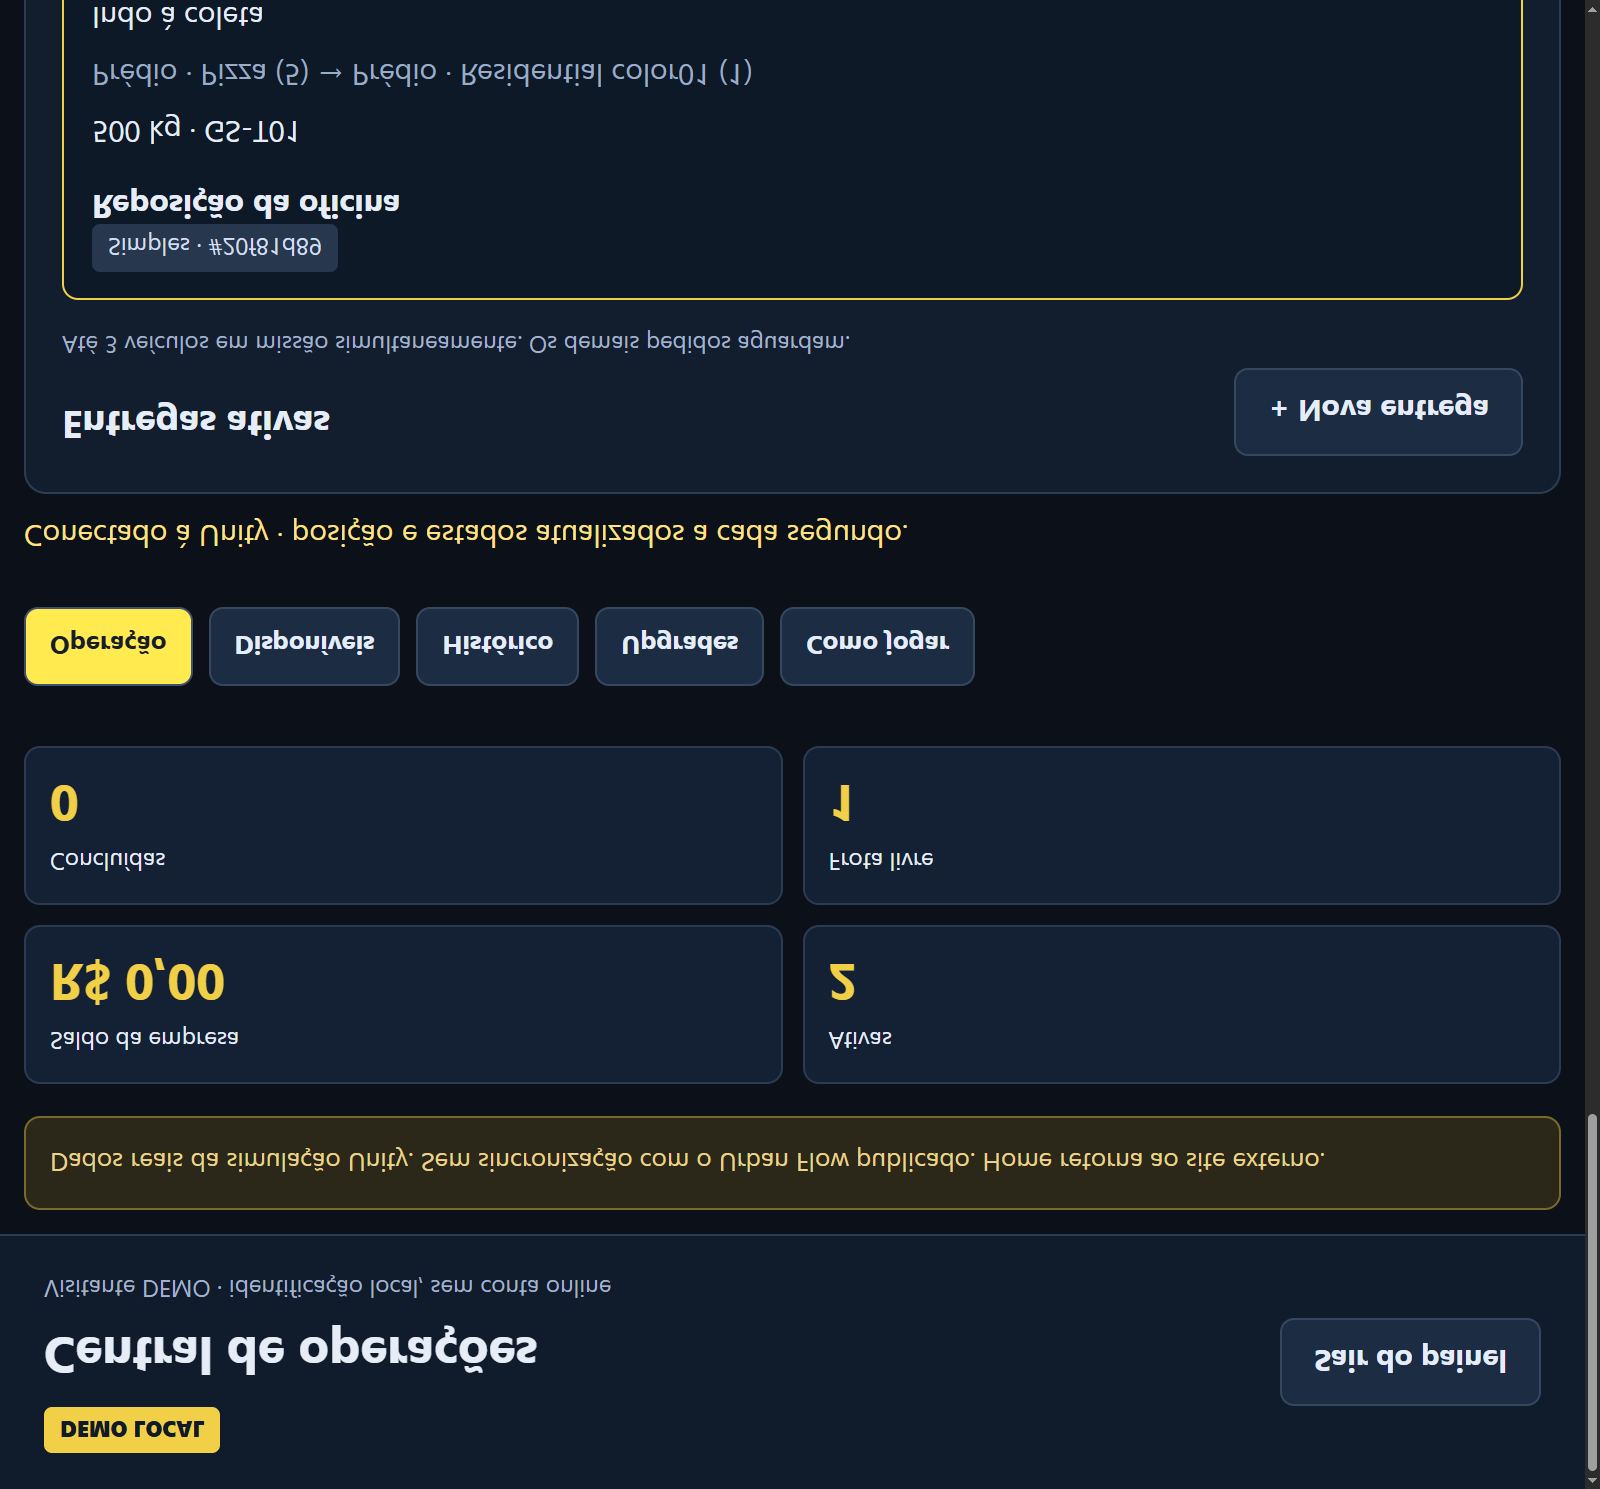 DEMO LOCAL
Central de operações
Visitante DEMO · identificação local, sem conta online
Sair do painel
Dados reais da simulação Unity. Sem sincronização com o Urban Flow publicado. Home retorna ao site externo.
Saldo da empresa
R$ 0,00
Ativas
2
Concluídas
0
Frota livre
1
Operação
Disponíveis
Histórico
Upgrades
Como jogar
Conectado à Unity · posição e estados atualizados a cada segundo.
Entregas ativas
+ Nova entrega
Até 3 veículos em missão simultaneamente. Os demais pedidos aguardam.
Simples · #20f81d89
Reposição da oficina
500 kg · GS-T01
Prédio · Pizza (5) → Prédio · Residential color01 (1)
Indo à coleta